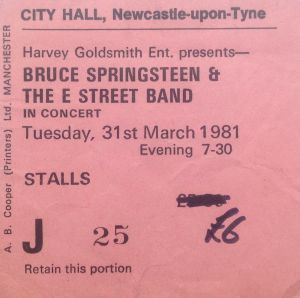 CITY HALL, Newcastle-upon-Tyne
Harvey Goldsmith Ent. presents—
BRUCE SPRINGSTEEN &
THE E STREET BAND
IN CONCERT
Tuesday, 31st March 1981
Evening 7-30
STALLS
J 25 £6
Retain this portion
A. B. Cooper (Printers) Ltd. MANCHESTER